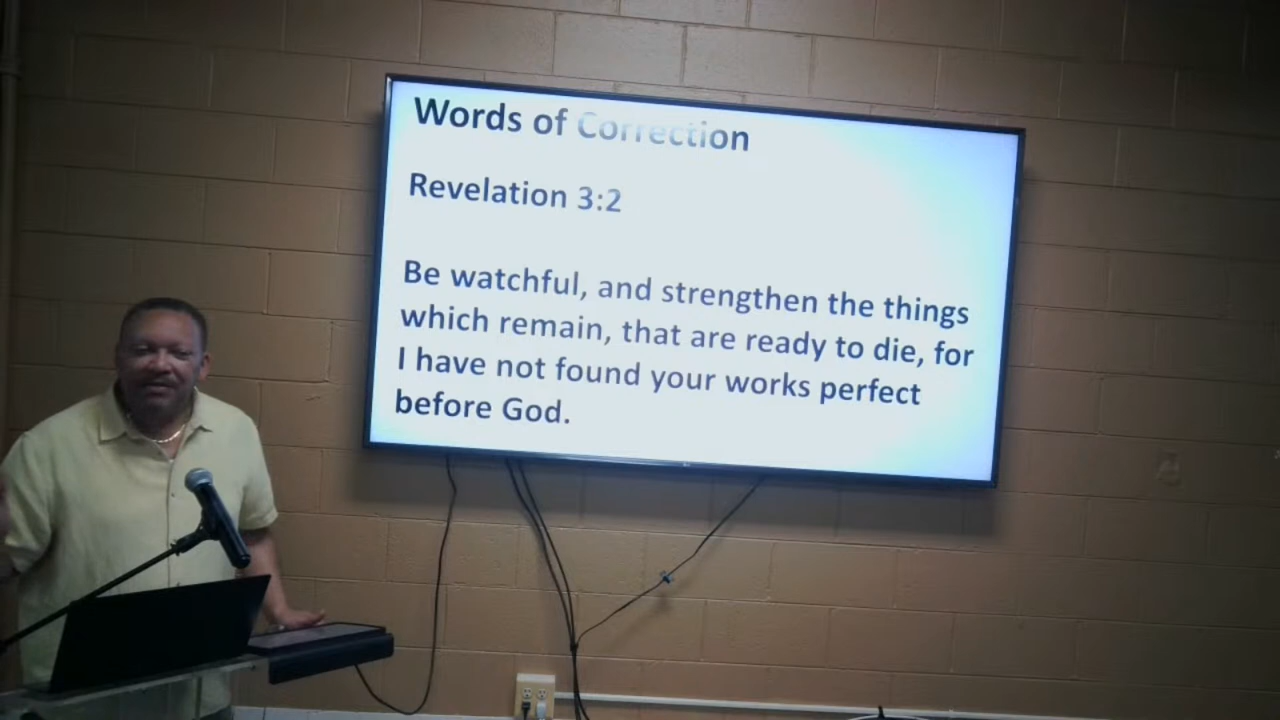 Words of Correction
Revelation 3:2
Be watchful, and strengthen the things
which remain, that are ready to die, for
I have not found your works perfect
before God.